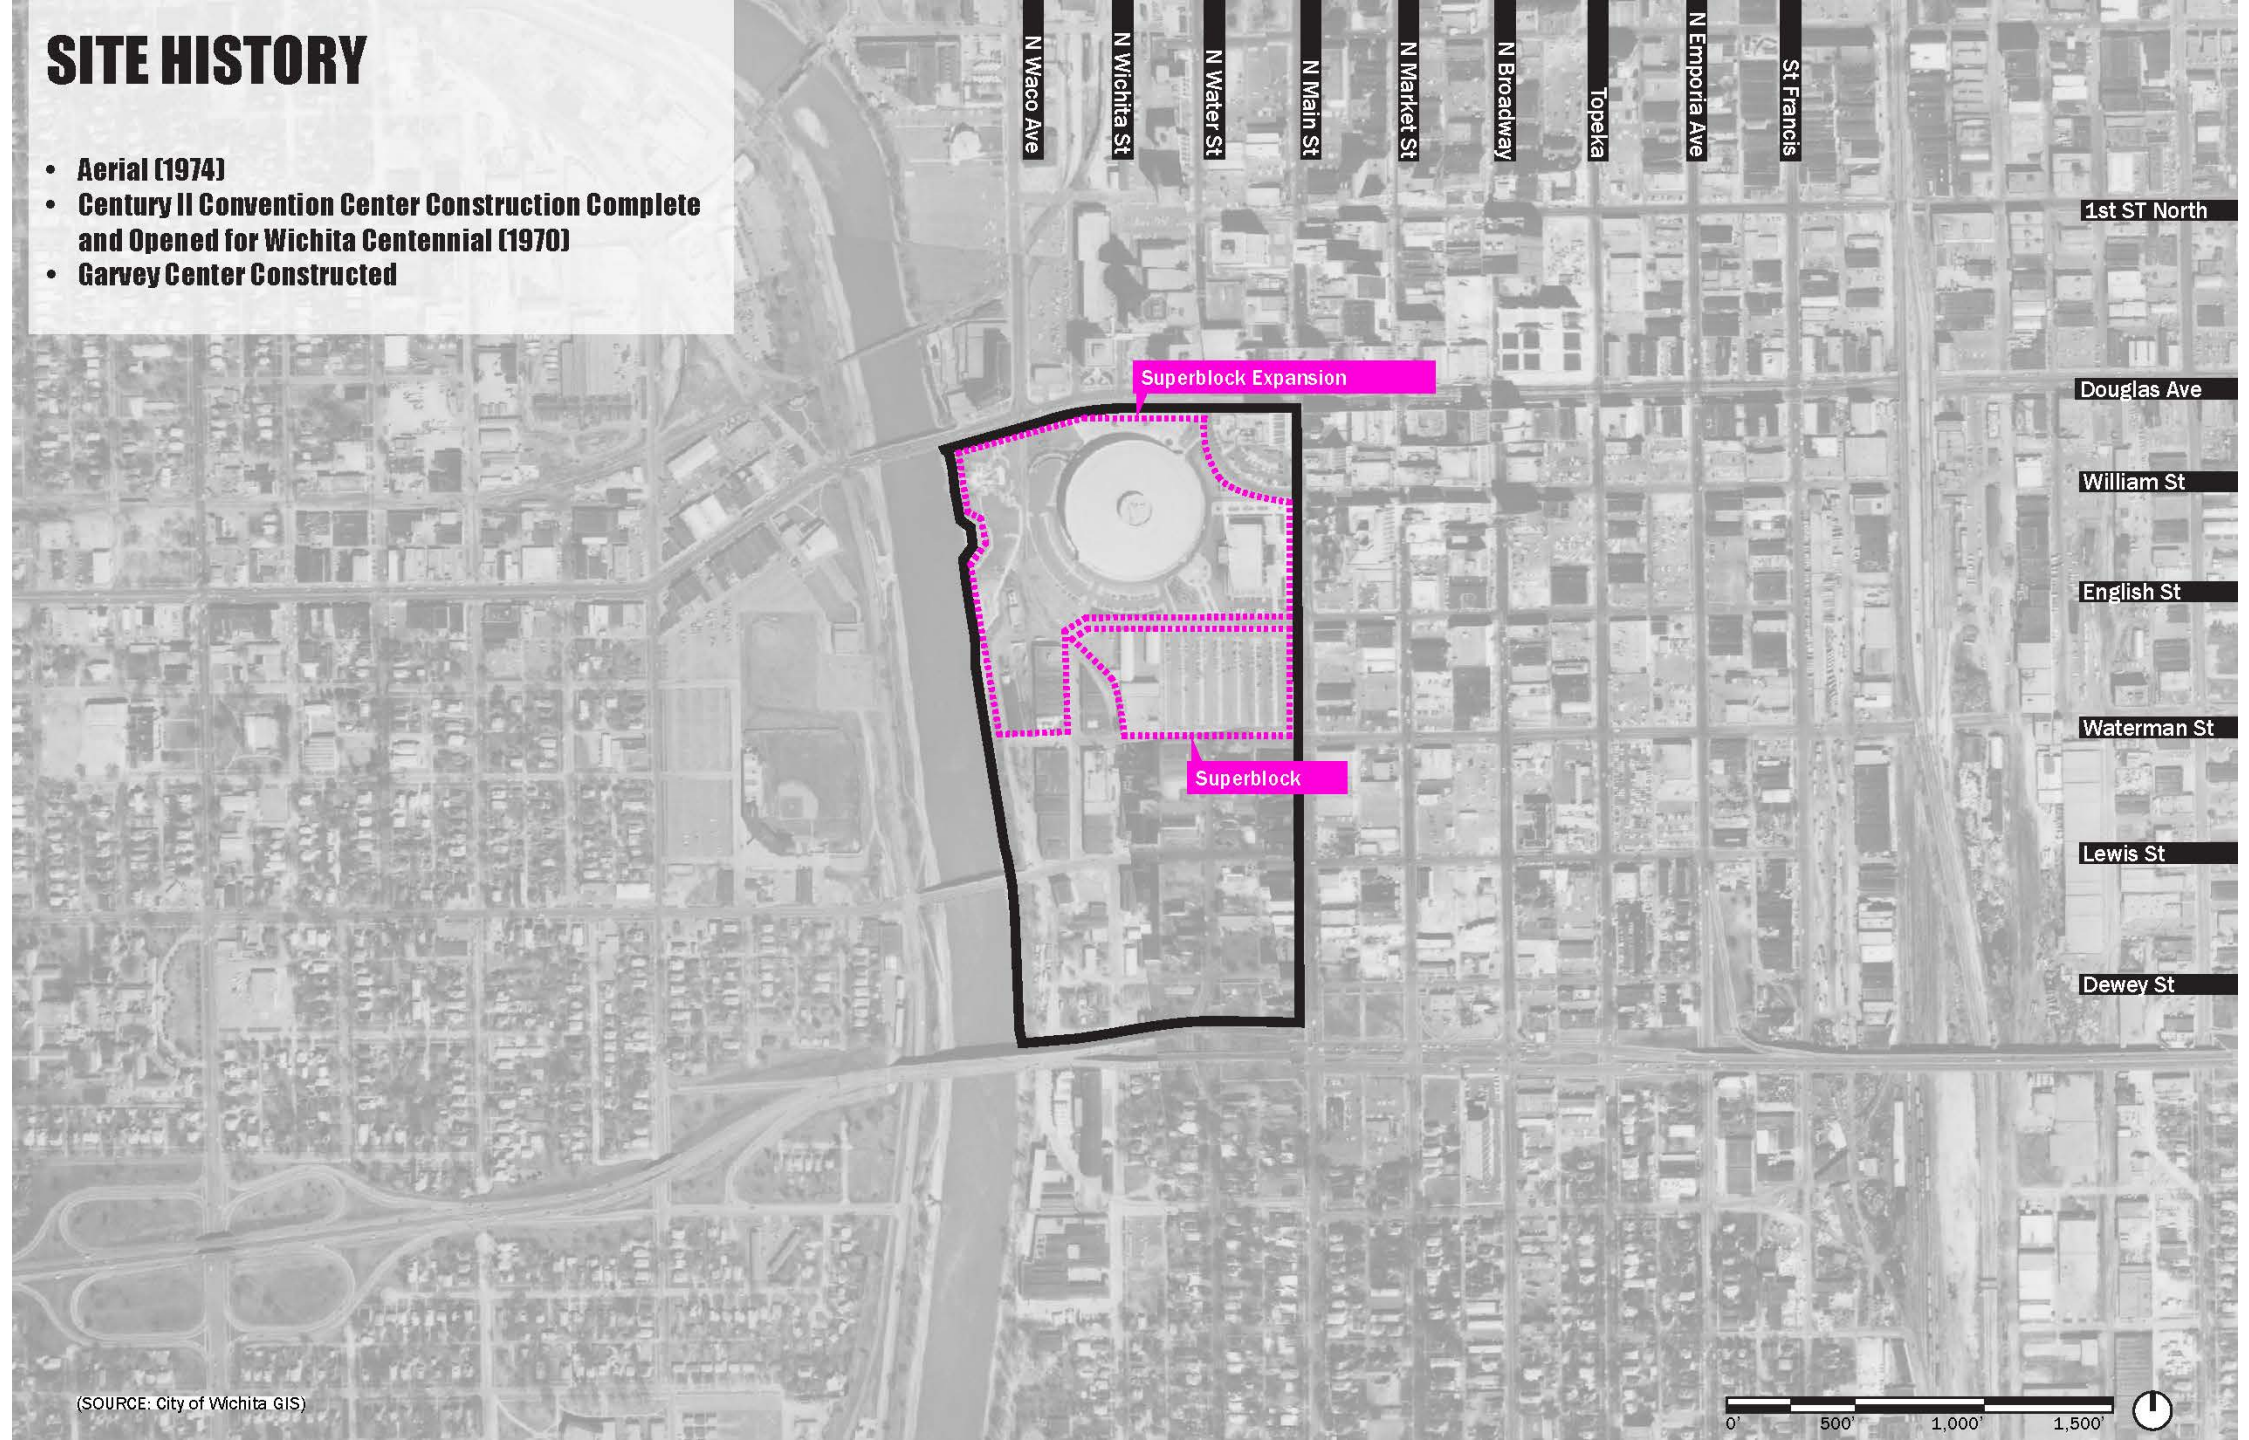 SITE HISTORY
• Aerial (1974)
• Century II Convention Center Construction Complete
and Opened for Wichita Centennial (1970)
• Garvey Center Constructed
N Waco Ave
N Wichita St
N Water St
N Main St
N Market St
N Broadway
Topeka
N Emporia Ave
St Francis
1st ST North
Douglas Ave
William St
English St
Waterman St
Lewis St
Dewey St
Superblock Expansion
Superblock
(SOURCE: City of Wichita GIS)
0' 500' 1,000' 1,500'